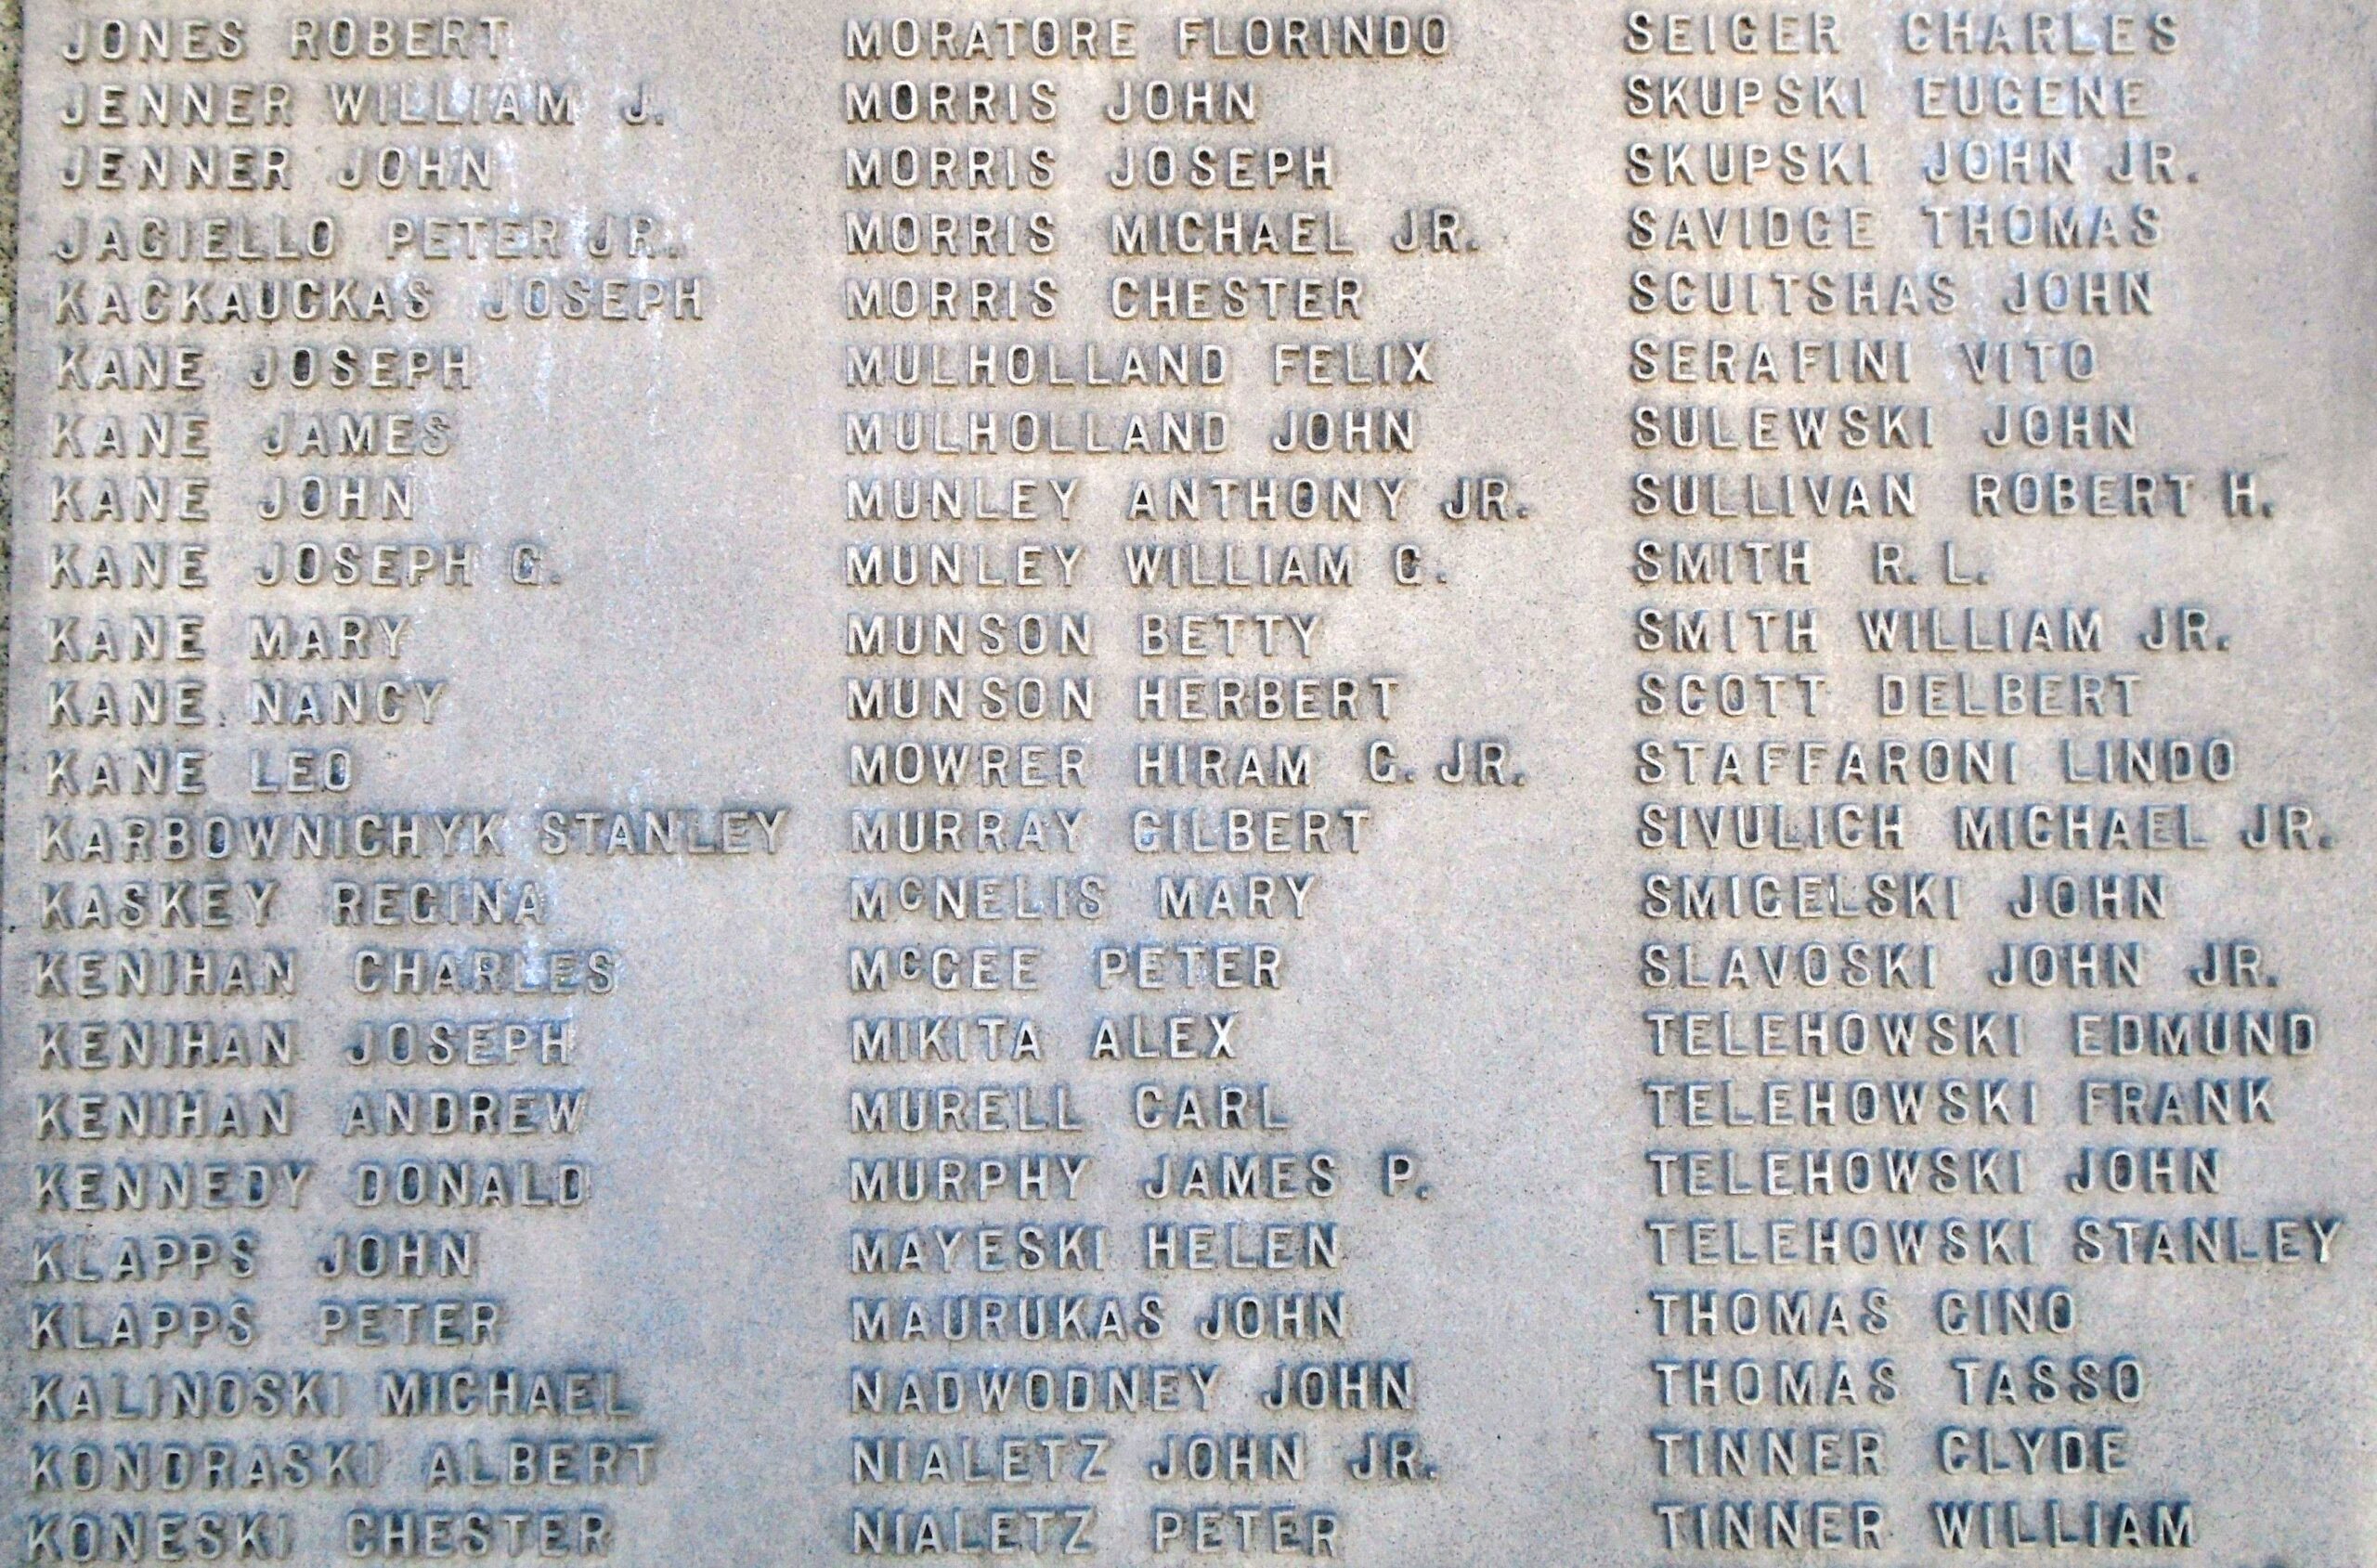 JONES ROBERT
JENNER WILLIAM J.
JENNER JOHN
JAGIELLO PETER JR.
KACKAUCKAS JOSEPH
KANE JOSEPH
KANE JAMES
KANE JOHN
KANE JOSEPH G.
KANE MARY
KANE NANCY
KANE LEO
KARBOWNICHYK STANLEY
KASKEY REGINA
KENIHAN CHARLES
KENIHAN JOSEPH
KENIHAN ANDREW
KENNEDY DONALD
KLAPPS JOHN
KLAPPS PETER
KALINOSKI MICHAEL
KONDRASKI ALBERT
KONESKI CHESTER
MORATORE FLORINDO
MORRIS JOHN
MORRIS JOSEPH
MORRIS MICHAEL JR.
MORRIS CHESTER
MULHOLLAND FELIX
MULHOLLAND JOHN
MUNLEY ANTHONY JR.
MUNLEY WILLIAM G.
MUNSON BETTY
MUNSON HERBERT
MOWRER HIRAM G. JR.
MURRAY GILBERT
McNELIS MARY
McGEE PETER
MIKITA ALEX
MURELL CARL
MURPHY JAMES P.
MAYESKI HELEN
MAURUKAS JOHN
NADWODNEY JOHN
NIALETZ JOHN JR.
NIALETZ PETER
SEIGER CHARLES
SKUPSKI EUGENE
SKUPSKI JOHN JR.
SAVIDGE THOMAS
SCUITSHAS JOHN
SERAFINI VITO
SULEWSKI JOHN
SULLIVAN ROBERT H.
SMITH R. L.
SMITH WILLIAM JR.
SCOTT DELBERT
STAFFARONI LINDO
SIVULICH MICHAEL JR.
SMIGELSKI JOHN
SLAVOSKI JOHN JR.
TELEHOWSKI EDMUND
TELEHOWSKI FRANK
TELEHOWSKI JOHN
TELEHOWSKI STANLEY
THOMAS GINO
THOMAS TASSO
TINNER CLYDE
TINNER WILLIAM